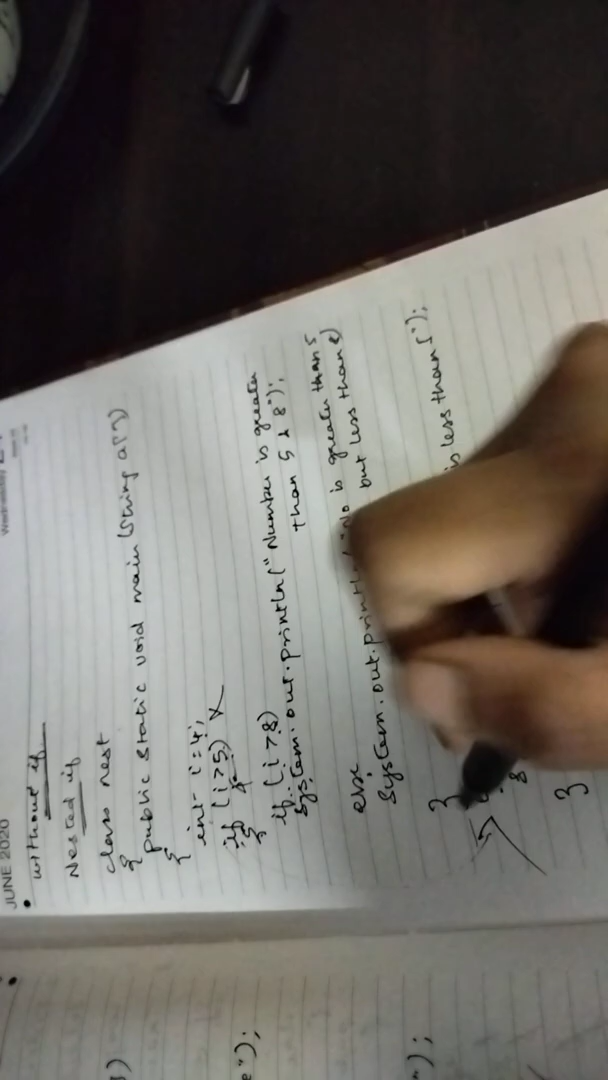 JUNE 2020
Wednesday
• without if
Nested if
class nest
{ public static void main (String a[])
{
int i=4;
if (i>5) X
{
if (i>8)
System.out.println("Number is greater
than 5 & 8");
else
System.out.println("No is greater than 5
but less than 8)
}
is less than 5");
}
");
");